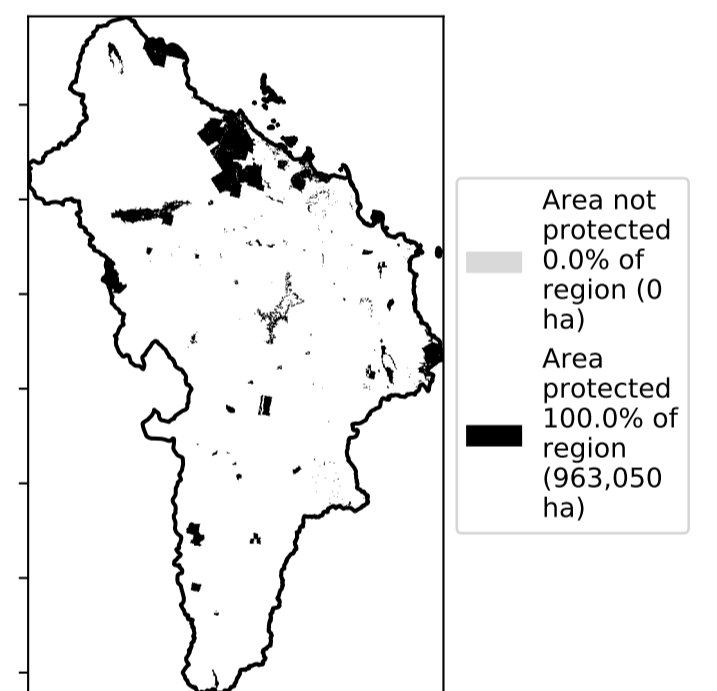 Area not
protected
0.0% of
region (0
ha)
Area
protected
100.0% of
region
(963,050
ha)